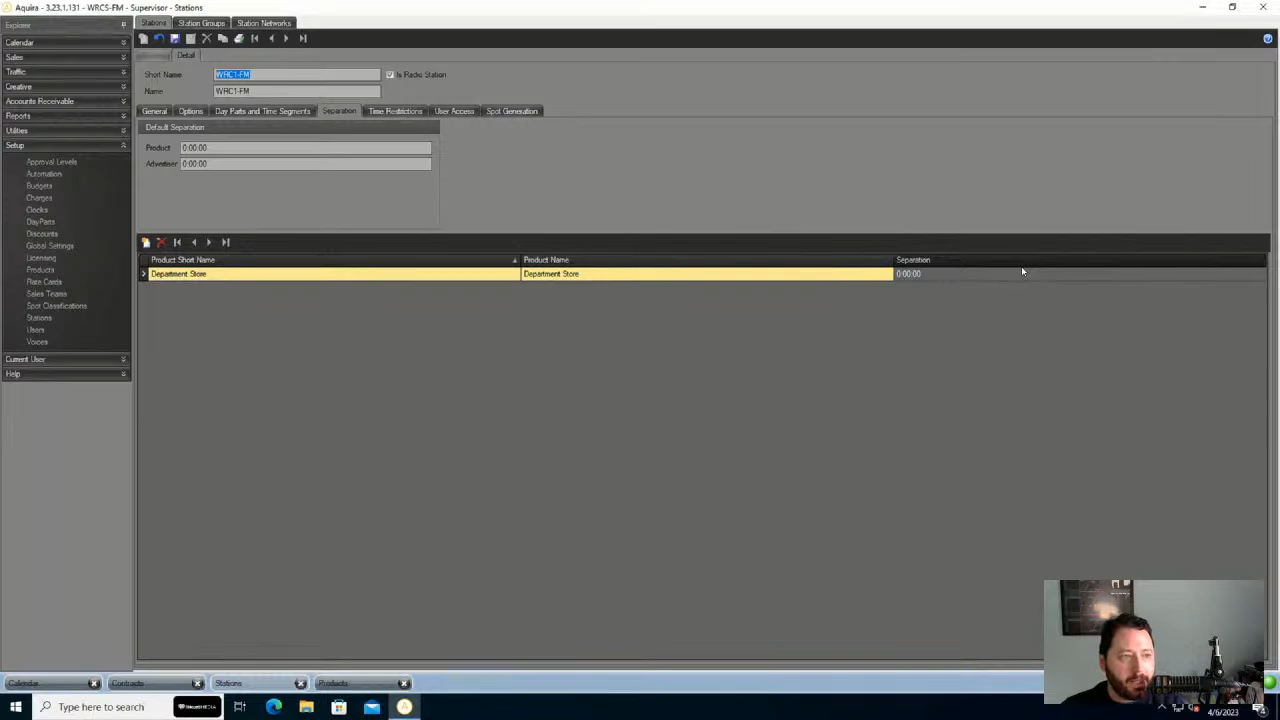 Aquira - 3.23.1.131 - WRCS-FM - Supervisor - Stations
Explorer
Stations
Station Groups
Station Networks
Calendar
Sales
Traffic
Creative
Accounts Receivable
Reports
Utilities
Setup
Approval Levels
Automation
Budgets
Charges
Clocks
DayParts
Discounts
Global Settings
Licensing
Products
Rate Cards
Sales Teams
Spot Classifications
Stations
Users
Voices
Current User
Help
Detail
Short Name WRC1-FM Is Radio Station
Name WRC1-FM
General Options Day Parts and Time Segments Separation Time Restrictions User Access Spot Generation
Default Separation
Product 0:00:00
Advertiser 0:00:00
Product Short Name Product Name Separation
Department Store Department Store 0:00:00
Calendar Contracts Stations Products
Type here to search
4/6/2023